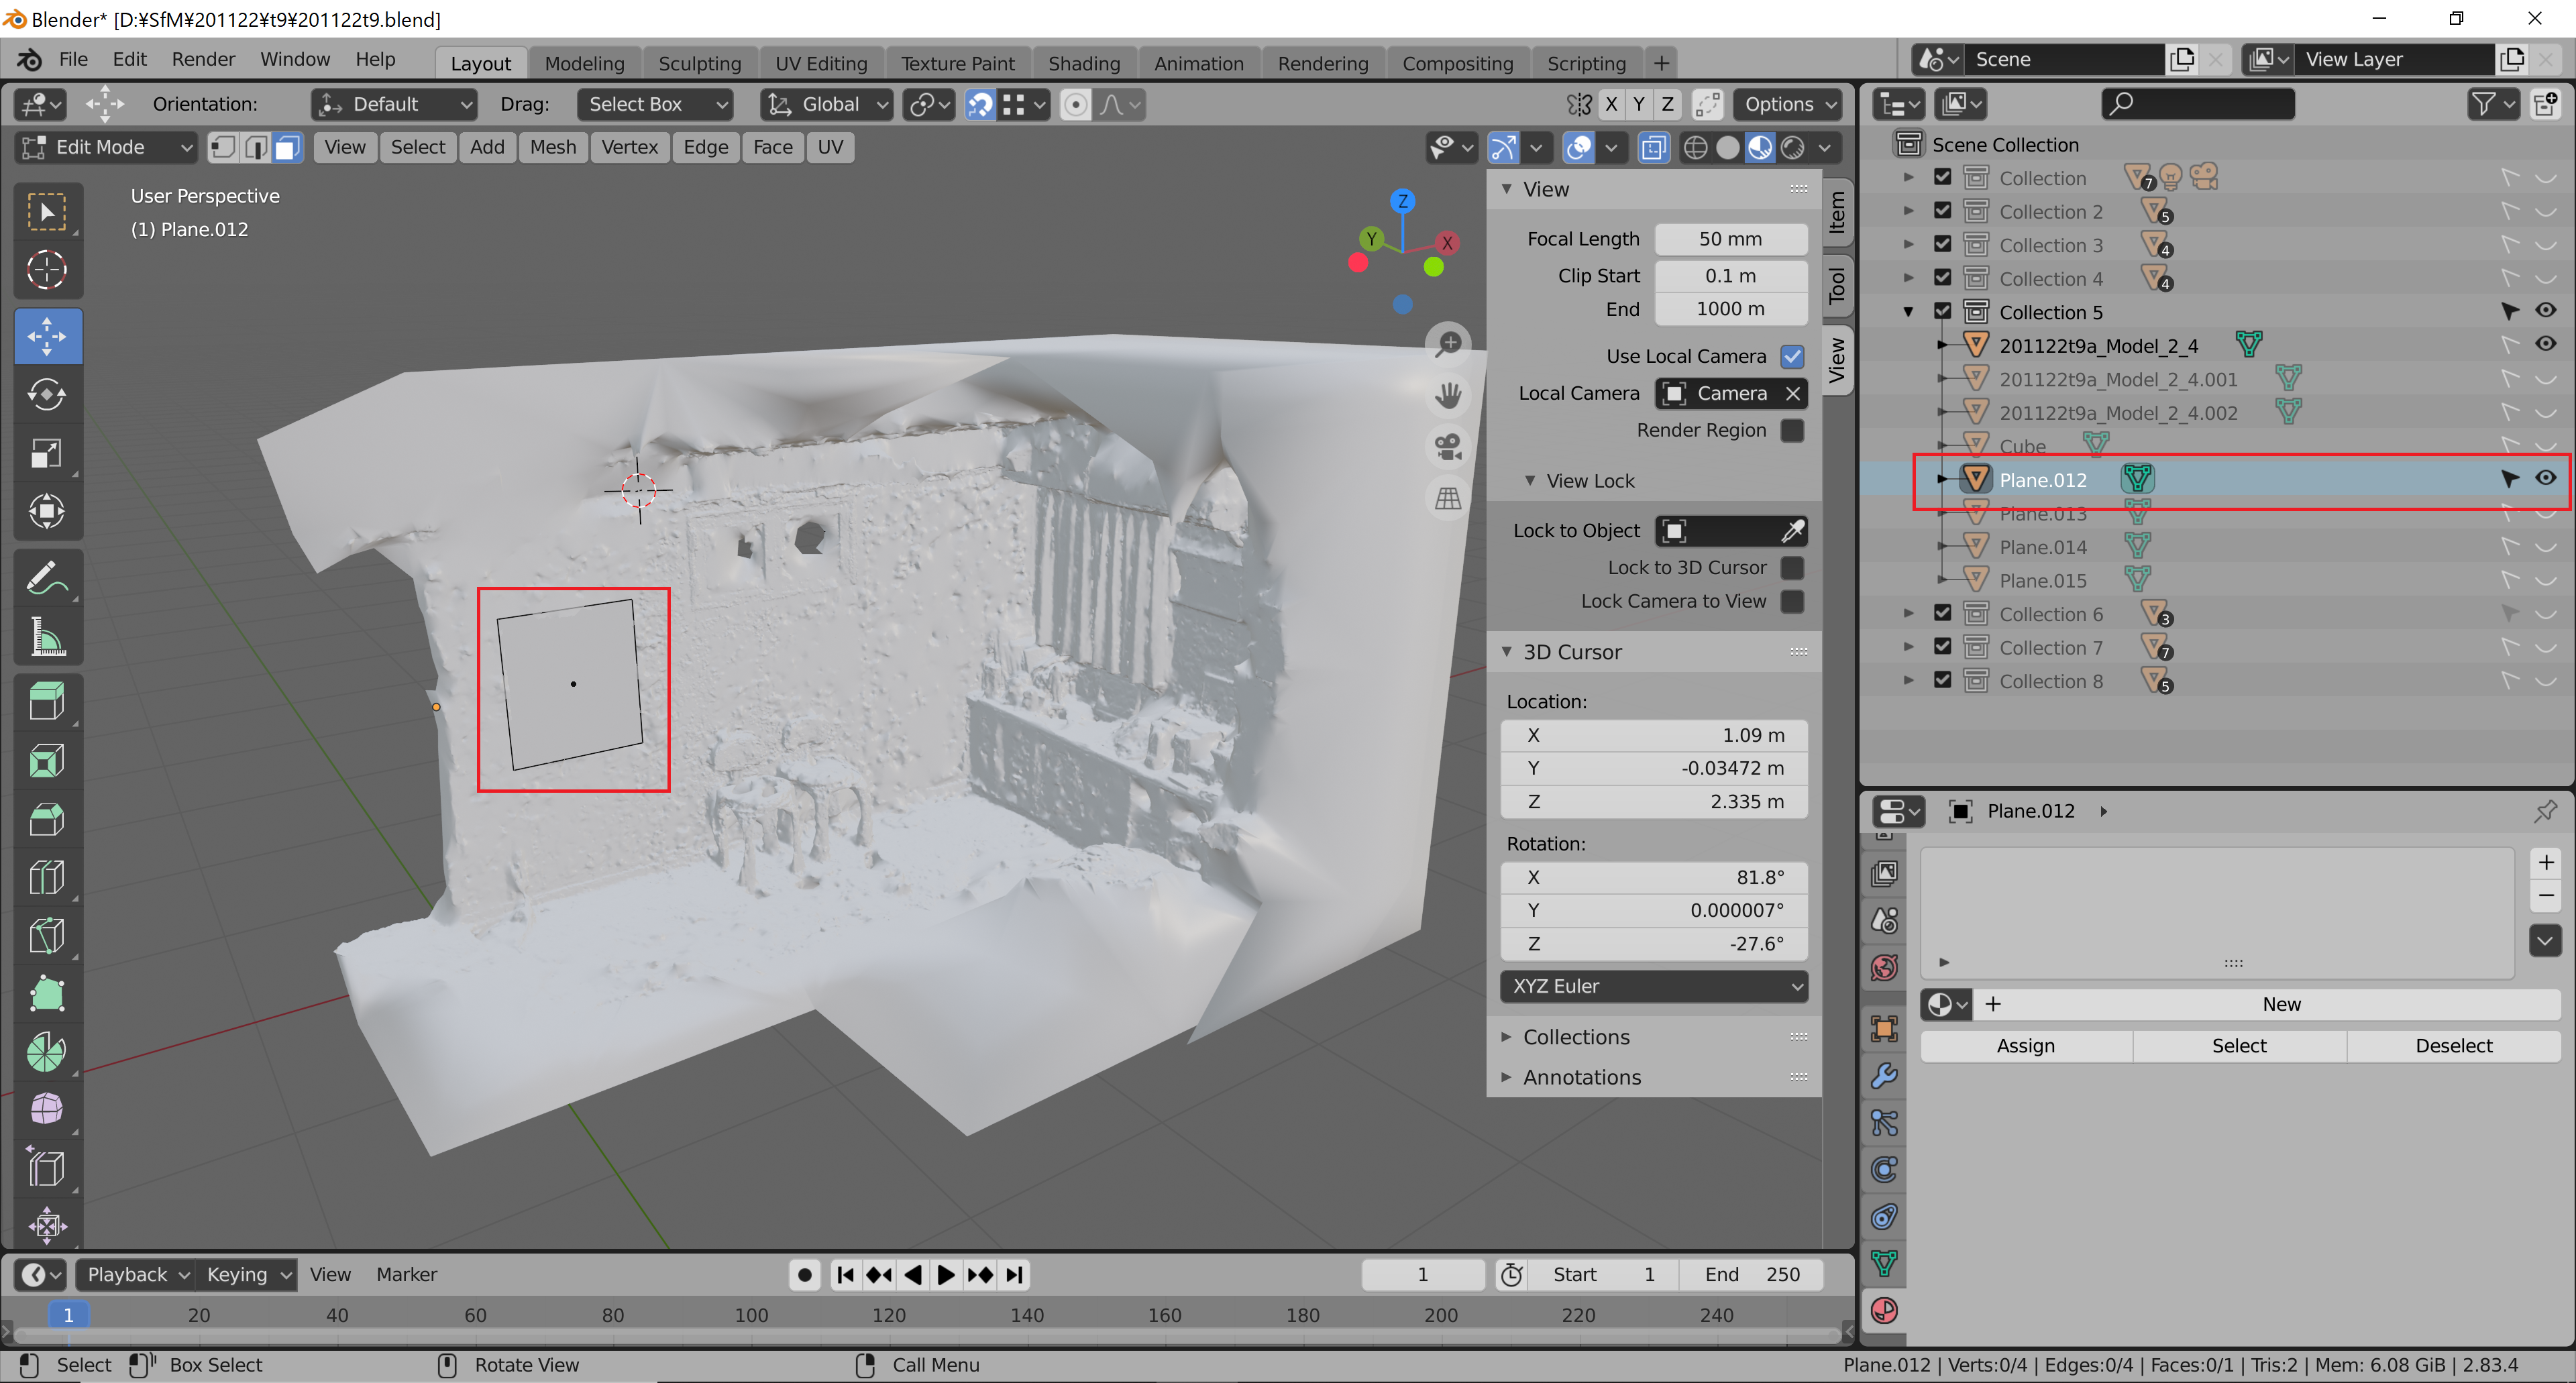 Blender* [D:¥SfM¥201122¥t9¥201122t9.blend]
File Edit Render Window Help Layout Modeling Sculpting UV Editing Texture Paint Shading Animation Rendering Compositing Scripting + Scene View Layer
Orientation: Default Drag: Select Box Global X Y Z Options
Edit Mode View Select Add Mesh Vertex Edge Face UV
User Perspective
(1) Plane.012
Z
Y
X
View
Focal Length 50 mm
Clip Start 0.1 m
End 1000 m
Use Local Camera
Local Camera Camera
Render Region
View Lock
Lock to Object
Lock to 3D Cursor
Lock Camera to View
3D Cursor
Location:
X 1.09 m
Y -0.03472 m
Z 2.335 m
Rotation:
X 81.8°
Y 0.000007°
Z -27.6°
XYZ Euler
Collections
Annotations
Item
Tool
View
Scene Collection
Collection 7
Collection 2 5
Collection 3 4
Collection 4 4
Collection 5
201122t9a_Model_2_4
201122t9a_Model_2_4.001
201122t9a_Model_2_4.002
Cube
Plane.012
Plane.013
Plane.014
Plane.015
Collection 6 3
Collection 7 7
Collection 8 5
Plane.012
New
Assign Select Deselect
Playback Keying View Marker 1 Start 1 End 250
1 20 40 60 80 100 120 140 160 180 200 220 240
Select Box Select Rotate View Call Menu Plane.012 | Verts:0/4 | Edges:0/4 | Faces:0/1 | Tris:2 | Mem: 6.08 GiB | 2.83.4